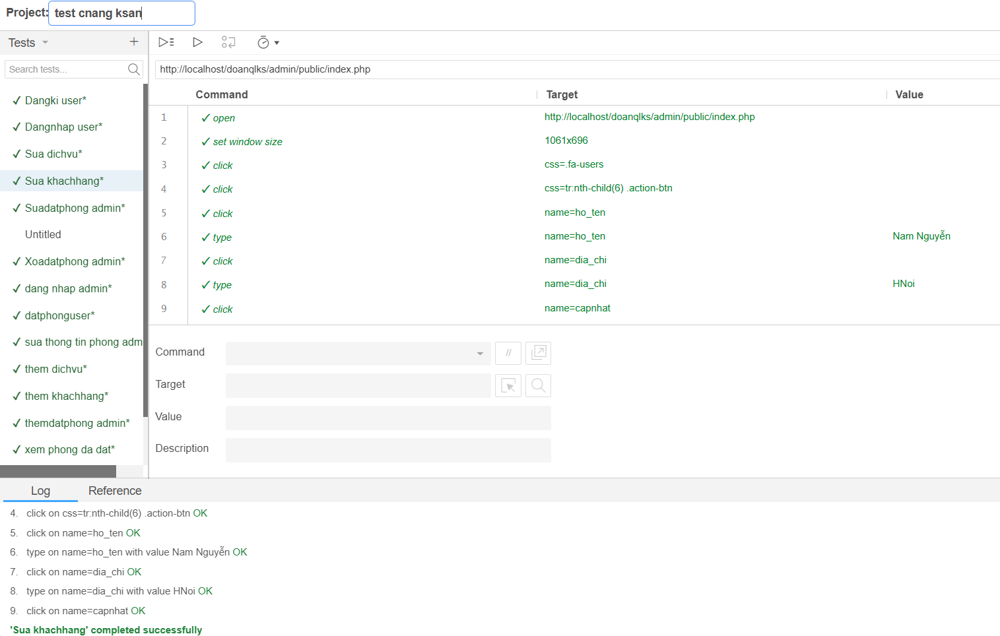 Project: test cnang ksan
Tests
+
Search tests...
http://localhost/doanqlks/admin/public/index.php
Dangki user*
Dangnhap user*
Sua dichvu*
Sua khachhang*
Suadatphong admin*
Untitled
Xoadatphong admin*
dang nhap admin*
datphonguser*
sua thong tin phong adm
them dichvu*
them khachhang*
themdatphong admin*
xem phong da dat*
Command Target Value
1 open http://localhost/doanqlks/admin/public/index.php
2 set window size 1061x696
3 click css=.fa-users
4 click css=tr:nth-child(6) .action-btn
5 click name=ho_ten
6 type name=ho_ten Nam Nguyễn
7 click name=dia_chi
8 type name=dia_chi HNoi
9 click name=capnhat
Command //
Target
Value
Description
Log Reference
4. click on css=tr:nth-child(6) .action-btn OK
5. click on name=ho_ten OK
6. type on name=ho_ten with value Nam Nguyễn OK
7. click on name=dia_chi OK
8. type on name=dia_chi with value HNoi OK
9. click on name=capnhat OK
'Sua khachhang' completed successfully